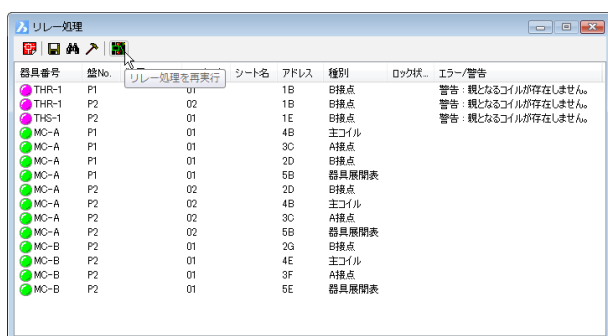 リレー処理
器具番号 盤No. シート名 アドレス 種別 ロック状... エラー/警告
リレー処理を再実行
THR-1 P1 01 1B B接点 警告：親となるコイルが存在しません。
THR-1 P2 02 1B B接点 警告：親となるコイルが存在しません。
THS-1 P2 01 1E B接点 警告：親となるコイルが存在しません。
MC-A P1 01 4B 主コイル
MC-A P1 01 3C A接点
MC-A P1 01 2D B接点
MC-A P1 01 5B 器具展開表
MC-A P2 02 2D B接点
MC-A P2 02 4B 主コイル
MC-A P2 02 3C A接点
MC-A P2 02 5B 器具展開表
MC-B P2 01 2G B接点
MC-B P2 01 4E 主コイル
MC-B P2 01 3F A接点
MC-B P2 01 5E 器具展開表